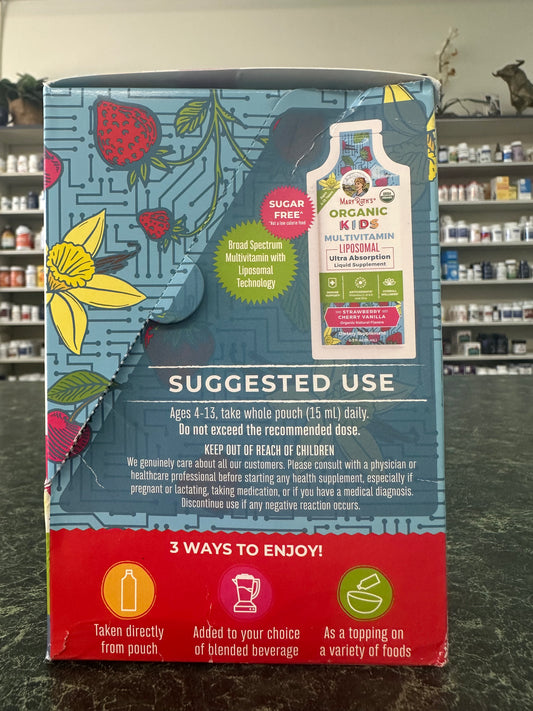 SUGAR
FREE*
*Not a low calorie food
Broad Spectrum
Multivitamin with
Liposomal
Technology
MARYRUTH'S
ORGANIC
KIDS
MULTIVITAMIN
LIPOSOMAL
Ultra Absorption
Liquid Supplement
STRAWBERRY
CHERRY VANILLA
Organic Natural Flavors
SUGGESTED USE
Ages 4-13, take whole pouch (15 ml) daily.
Do not exceed the recommended dose.
KEEP OUT OF REACH OF CHILDREN
We genuinely care about all our customers. Please consult with a physician or
healthcare professional before starting any health supplement, especially if
pregnant or lactating, taking medication, or if you have a medical diagnosis.
Discontinue use if any negative reaction occurs.
3 WAYS TO ENJOY!
Taken directly
from pouch
Added to your choice
of blended beverage
As a topping on
a variety of foods